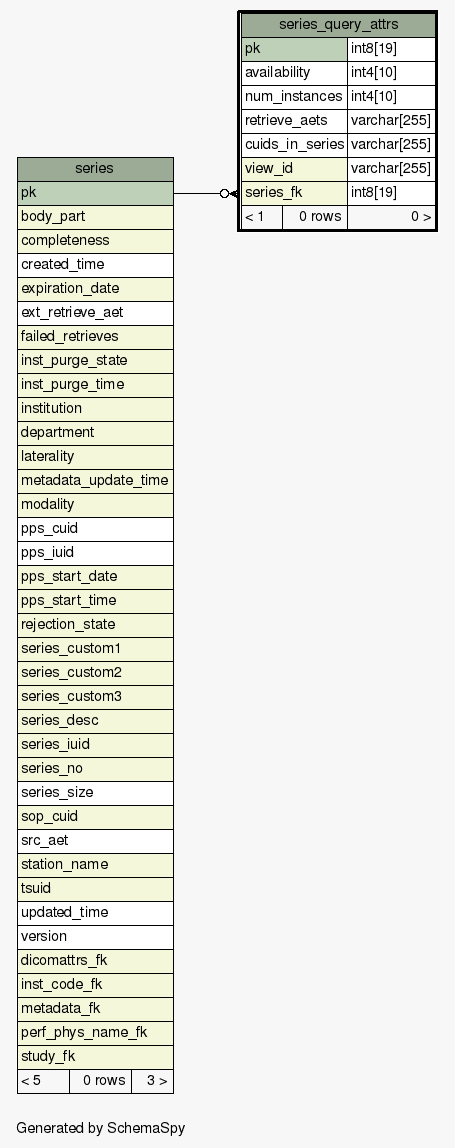 series_query_attrs
pk int8[19]
availability int4[10]
num_instances int4[10]
retrieve_aets varchar[255]
cuids_in_series varchar[255]
view_id varchar[255]
series_fk int8[19]
< 1 0 rows 0 >
series
pk
body_part
completeness
created_time
expiration_date
ext_retrieve_aet
failed_retrieves
inst_purge_state
inst_purge_time
institution
department
laterality
metadata_update_time
modality
pps_cuid
pps_iuid
pps_start_date
pps_start_time
rejection_state
series_custom1
series_custom2
series_custom3
series_desc
series_iuid
series_no
series_size
sop_cuid
src_aet
station_name
tsuid
updated_time
version
dicomattrs_fk
inst_code_fk
metadata_fk
perf_phys_name_fk
study_fk
< 5 0 rows 3 >
Generated by SchemaSpy